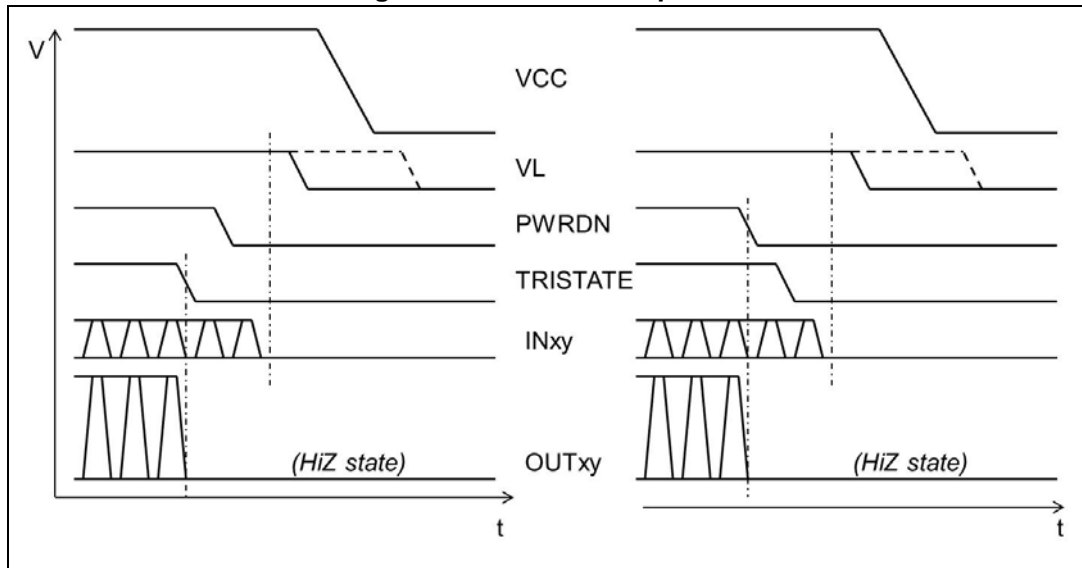 V
VCC
VL
PWRDN
TRISTATE
INxy
(HiZ state) OUTxy (HiZ state)
t t